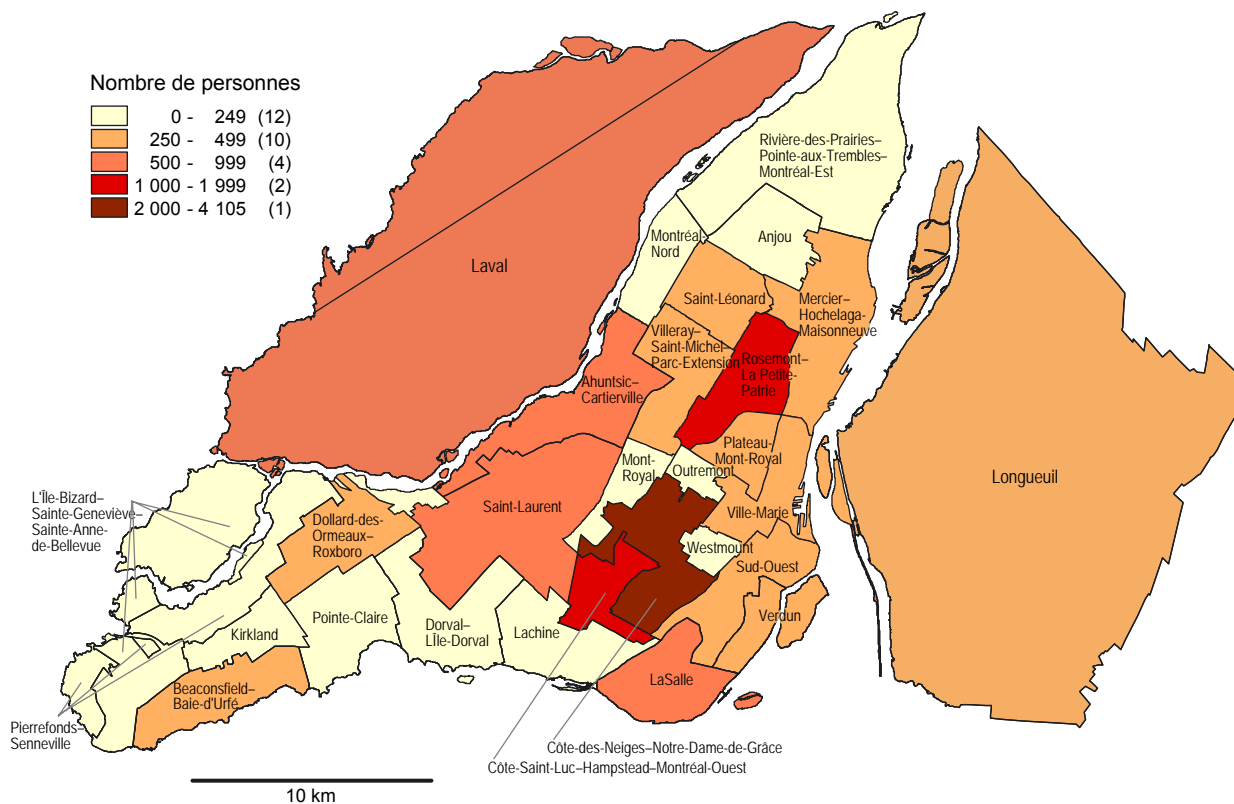 Nombre de personnes
0 - 249 (12)
250 - 499 (10)
500 - 999 (4)
1 000 - 1 999 (2)
2 000 - 4 105 (1)
Rivière-des-Prairies–
Pointe-aux-Trembles–
Montréal-Est
Montréal-
Nord
Anjou
Laval
Saint-Léonard
Mercier–
Hochelaga-
Maisonneuve
Villeray–
Saint-Michel–
Parc-Extension
Rosemont–
La Petite-
Patrie
Ahuntsic–
Cartierville
Plateau-
Mont-Royal
Mont-
Royal
Outremont
Longueuil
L'Île-Bizard–
Sainte-Geneviève–
Sainte-Anne-
de-Bellevue
Saint-Laurent
Ville-Marie
Dollard-des-
Ormeaux–
Roxboro
Westmount
Sud-Ouest
Pointe-Claire
Dorval–
L'Île-Dorval
Lachine
Verdun
Kirkland
LaSalle
Beaconsfield–
Baie-d'Urfé
Pierrefonds–
Senneville
Côte-des-Neiges–Notre-Dame-de-Grâce
Côte-Saint-Luc–Hampstead–Montréal-Ouest
10 km